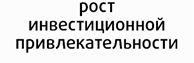 рост
инвестиционной
привлекательности